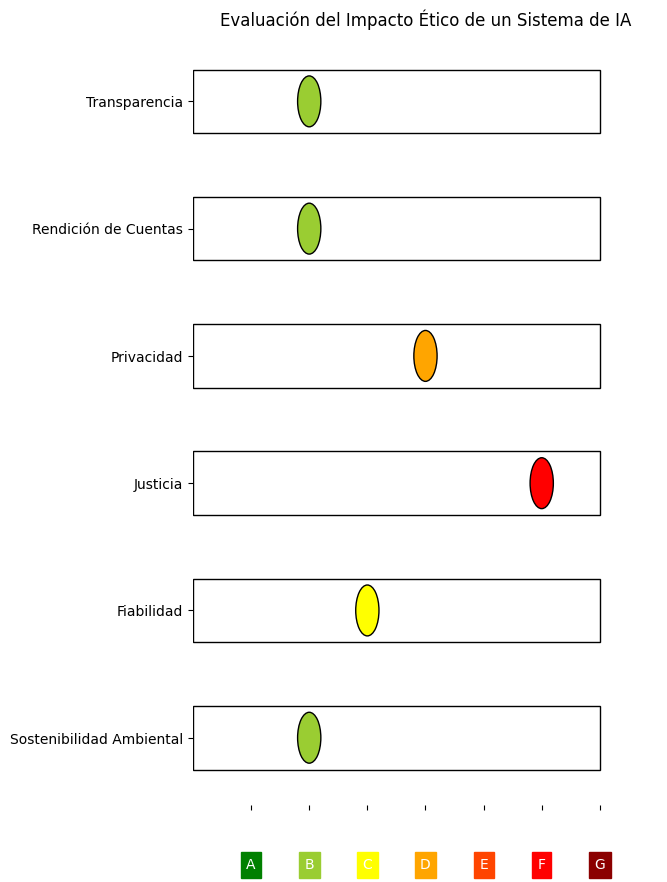 Evaluación del Impacto Ético de un Sistema de IA
Transparencia
Rendición de Cuentas
Privacidad
Justicia
Fiabilidad
Sostenibilidad Ambiental
A B C D E F G